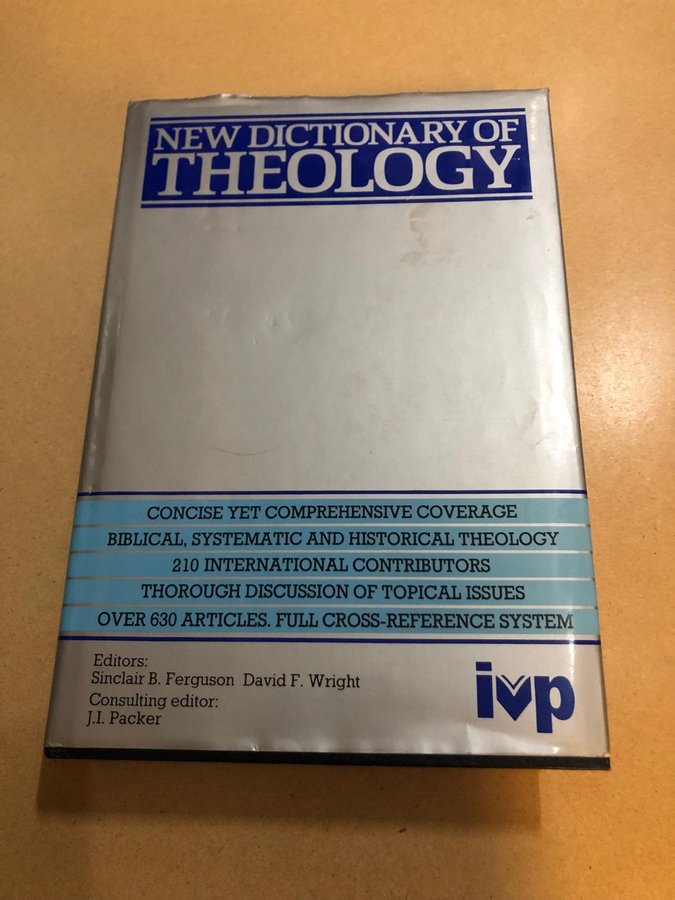 NEW DICTIONARY OF
THEOLOGY
CONCISE YET COMPREHENSIVE COVERAGE
BIBLICAL, SYSTEMATIC AND HISTORICAL THEOLOGY
210 INTERNATIONAL CONTRIBUTORS
THOROUGH DISCUSSION OF TOPICAL ISSUES
OVER 630 ARTICLES. FULL CROSS-REFERENCE SYSTEM
Editors:
Sinclair B. Ferguson David F. Wright
Consulting editor:
J.I. Packer
ivp